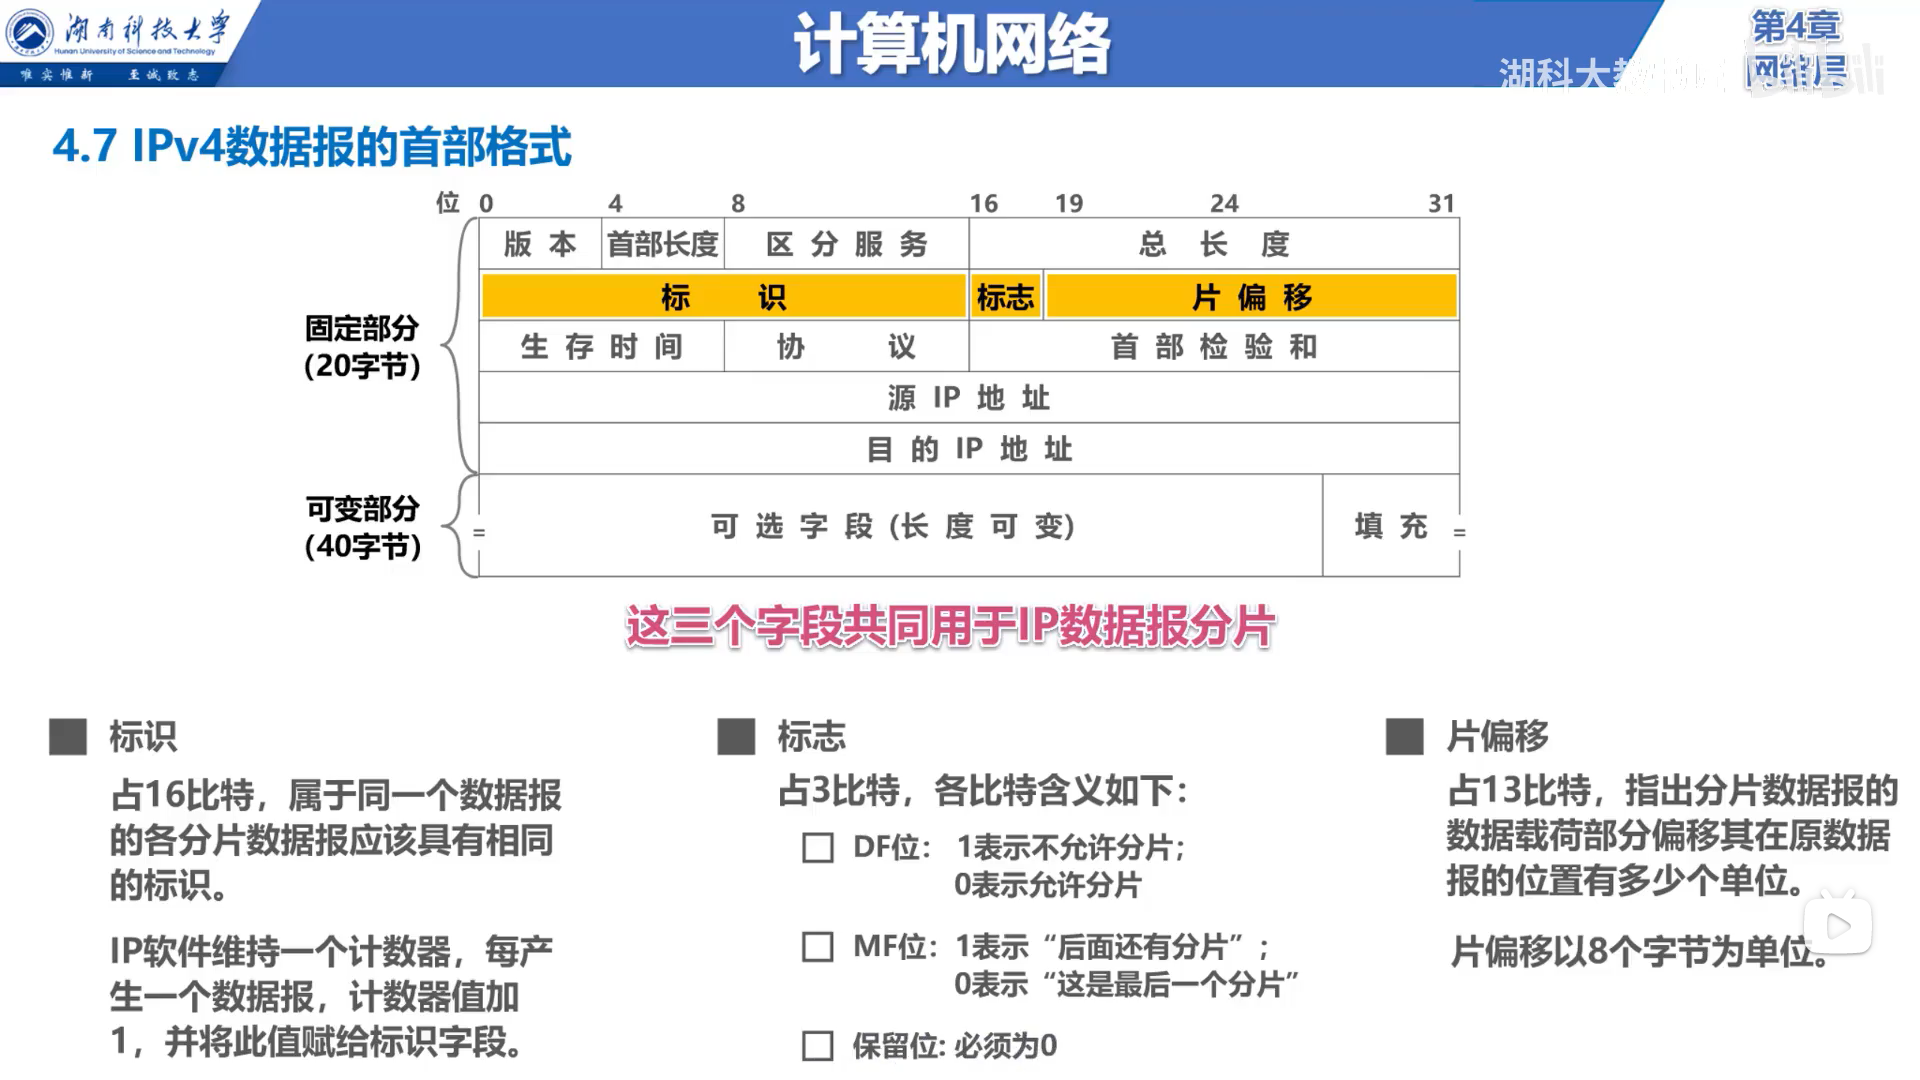 湖南科技大学
Hunan University of Science and Technology
唯实惟新 至诚致志
计算机网络
第4章
网络层
湖科大教书匠
bilibili
4.7 IPv4数据报的首部格式
位 0 4 8 16 19 24 31
版 本 首部长度 区 分 服 务 总 长 度
标 识 标志 片 偏 移
固定部分
(20字节)
生 存 时 间 协 议 首 部 检 验 和
源 IP 地 址
目 的 IP 地 址
可变部分
(40字节)
= 可 选 字 段 (长 度 可 变) 填 充 =
这三个字段共同用于IP数据报分片
标识
占16比特，属于同一个数据报
的各分片数据报应该具有相同
的标识。
IP软件维持一个计数器，每产
生一个数据报，计数器值加
1，并将此值赋给标识字段。
标志
占3比特，各比特含义如下：
DF位： 1表示不允许分片；
0表示允许分片
MF位：1表示“后面还有分片”；
0表示“这是最后一个分片”
保留位: 必须为0
片偏移
占13比特，指出分片数据报的
数据载荷部分偏移其在原数据
报的位置有多少个单位。
片偏移以8个字节为单位。